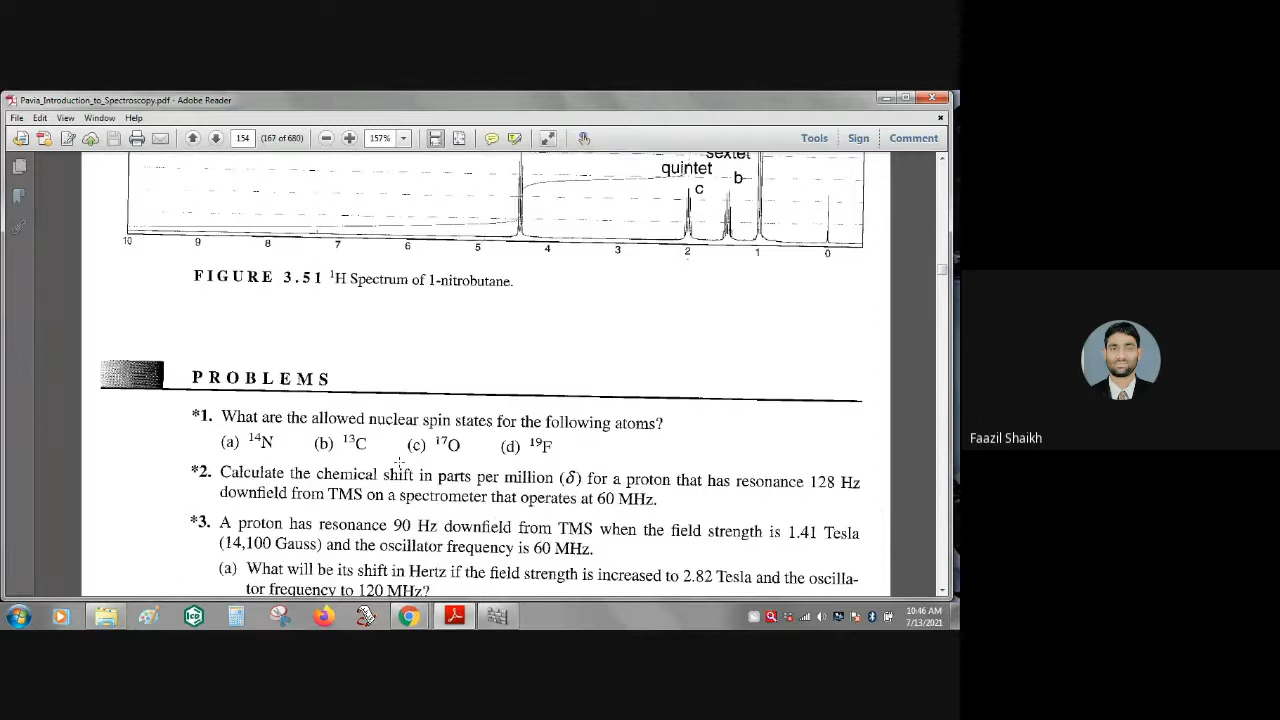 Pavia_Introduction_to_Spectroscopy.pdf - Adobe Reader
File Edit View Window Help
154 (167 of 680) 157% Tools Sign Comment
sextet
quintet
b
c
10 9 8 7 6 5 4 3 2 1 0
FIGURE 3.51 ¹H Spectrum of 1-nitrobutane.
PROBLEMS
*1. What are the allowed nuclear spin states for the following atoms?
(a) ¹⁴N (b) ¹³C (c) ¹⁷O (d) ¹⁹F
*2. Calculate the chemical shift in parts per million (δ) for a proton that has resonance 128 Hz
downfield from TMS on a spectrometer that operates at 60 MHz.
*3. A proton has resonance 90 Hz downfield from TMS when the field strength is 1.41 Tesla
(14,100 Gauss) and the oscillator frequency is 60 MHz.
(a) What will be its shift in Hertz if the field strength is increased to 2.82 Tesla and the oscilla-
tor frequency to 120 MHz?
Faazil Shaikh
10:46 AM
7/13/2021